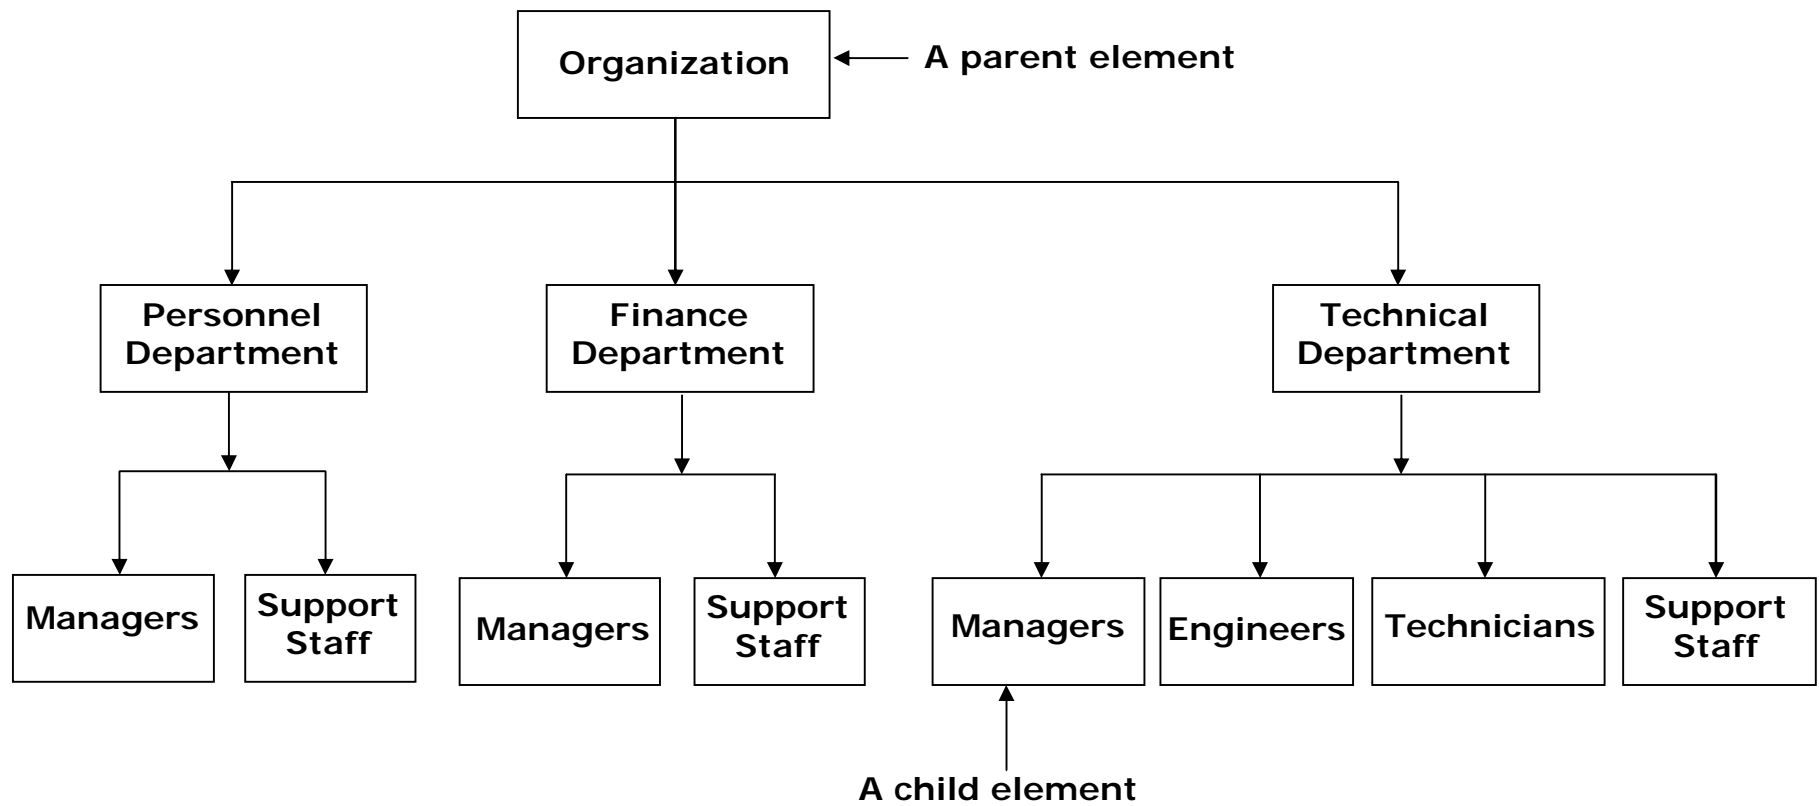 Organization
A parent element
Personnel
Department
Finance
Department
Technical
Department
Managers
Support
Staff
Managers
Support
Staff
Managers
Engineers
Technicians
Support
Staff
A child element